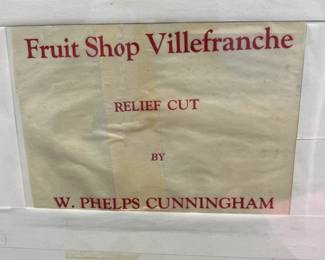 Fruit Shop Villefranche
RELIEF CUT
BY
W. PHELPS CUNNINGHAM